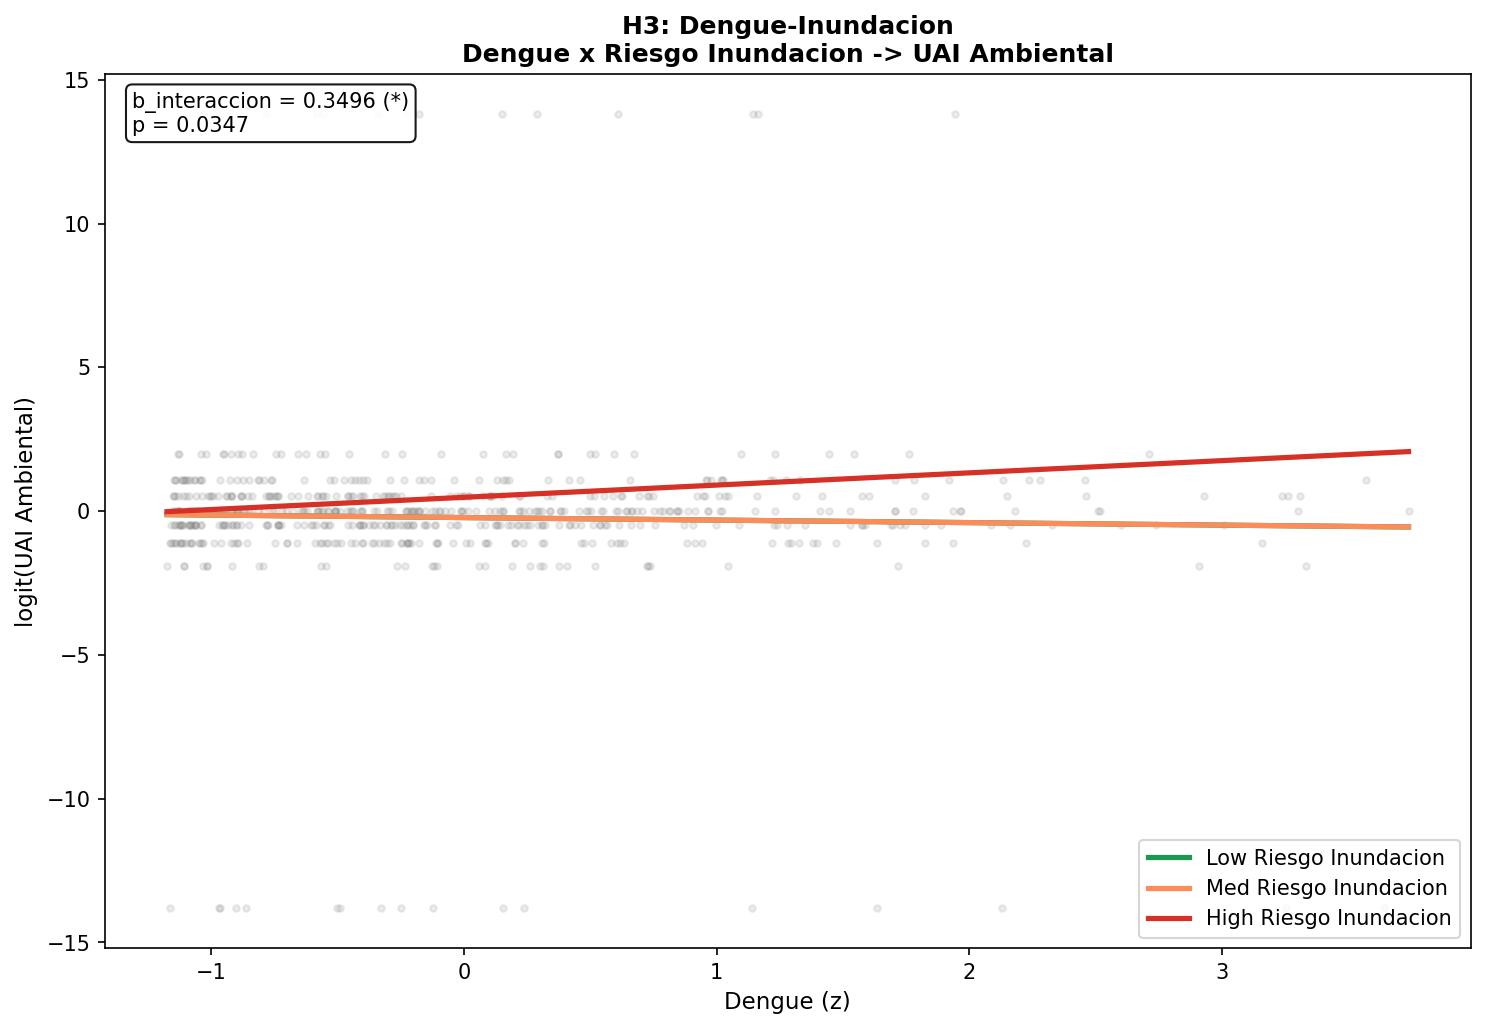 H3: Dengue-Inundacion
Dengue x Riesgo Inundacion -> UAI Ambiental
b_interaccion = 0.3496 (*)
p = 0.0347
logit(UAI Ambiental)
15
10
5
0
−5
−10
−15
−1
0
1
2
3
Dengue (z)
Low Riesgo Inundacion
Med Riesgo Inundacion
High Riesgo Inundacion